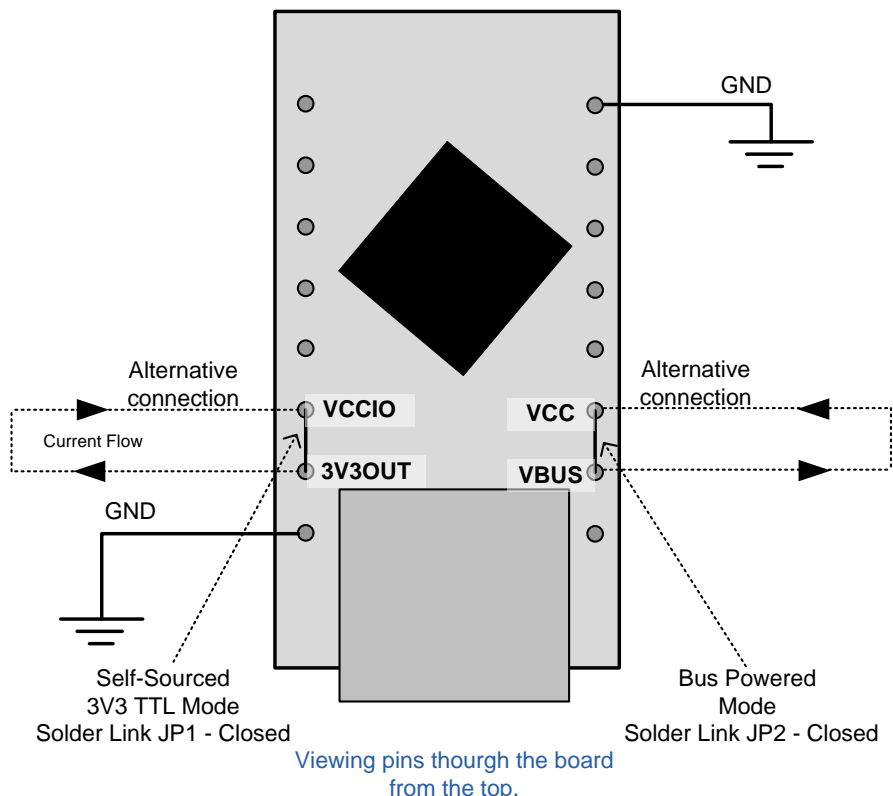 GND
Alternative
connection
Alternative
connection
VCCIO
VCC
Current Flow
3V3OUT
VBUS
GND
Self-Sourced
3V3 TTL Mode
Solder Link JP1 - Closed
Bus Powered
Mode
Solder Link JP2 - Closed
Viewing pins thourgh the board
from the top.